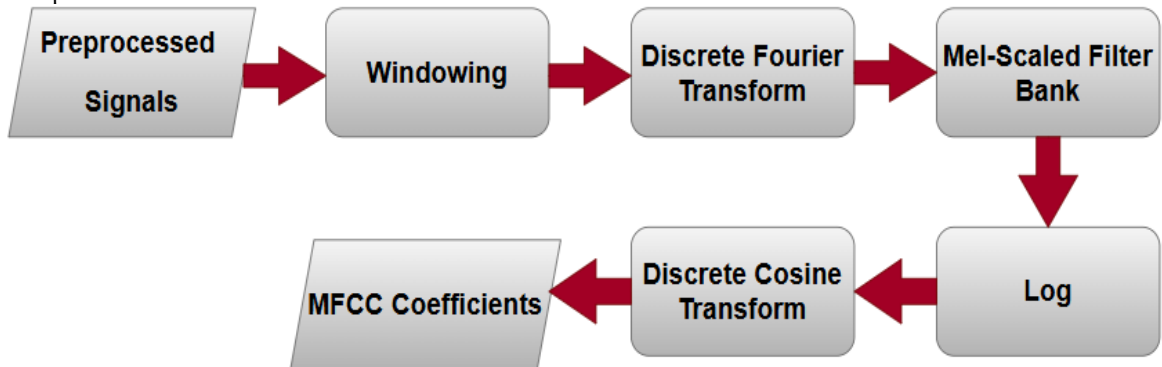 Preprocessed
Signals
Windowing
Discrete Fourier
Transform
Mel-Scaled Filter
Bank
Log
Discrete Cosine
Transform
MFCC Coefficients